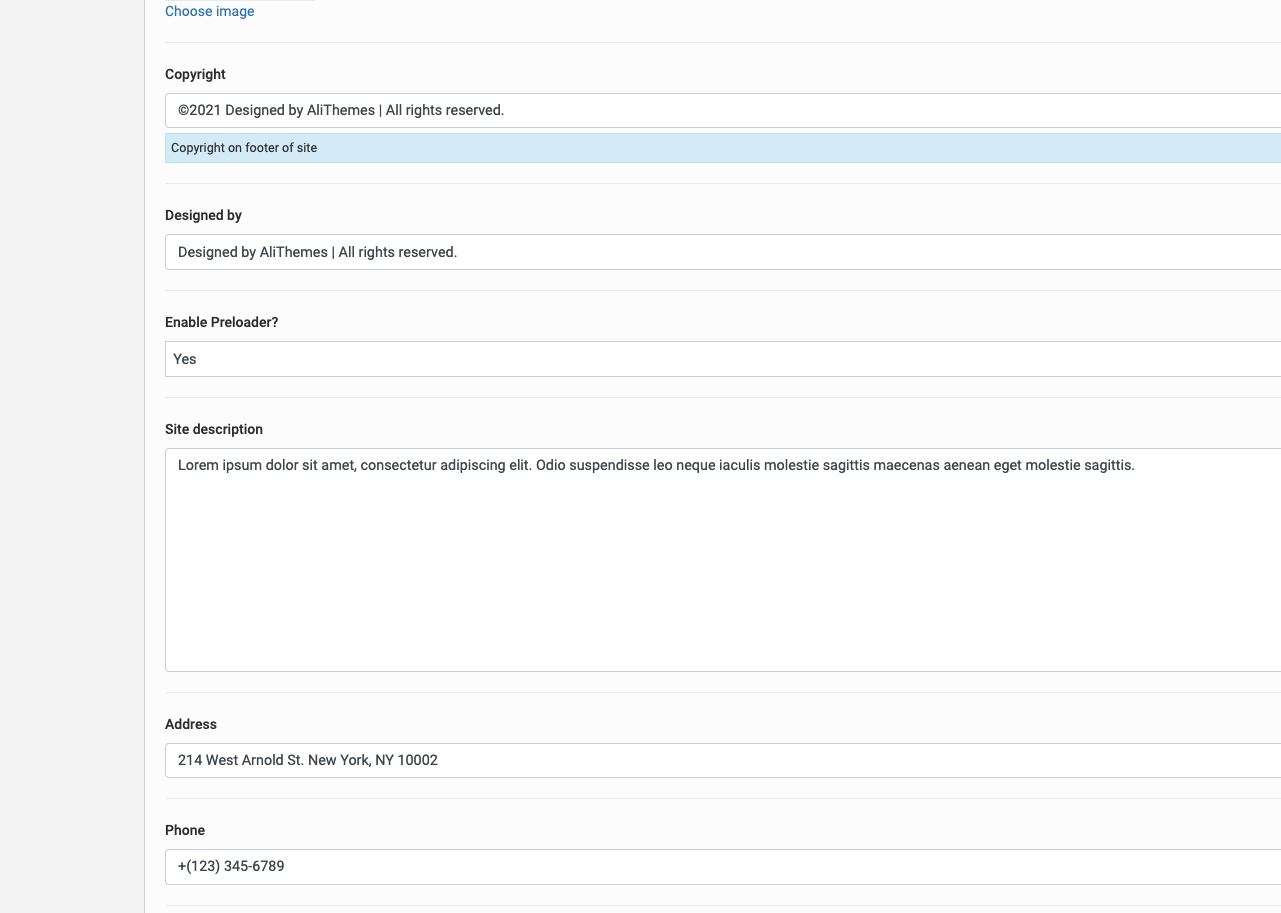 Choose image
Copyright
©2021 Designed by AliThemes | All rights reserved.
Copyright on footer of site
Designed by
Designed by AliThemes | All rights reserved.
Enable Preloader?
Yes
Site description
Lorem ipsum dolor sit amet, consectetur adipiscing elit. Odio suspendisse leo neque iaculis molestie sagittis maecenas aenean eget molestie sagittis.
Address
214 West Arnold St. New York, NY 10002
Phone
+(123) 345-6789